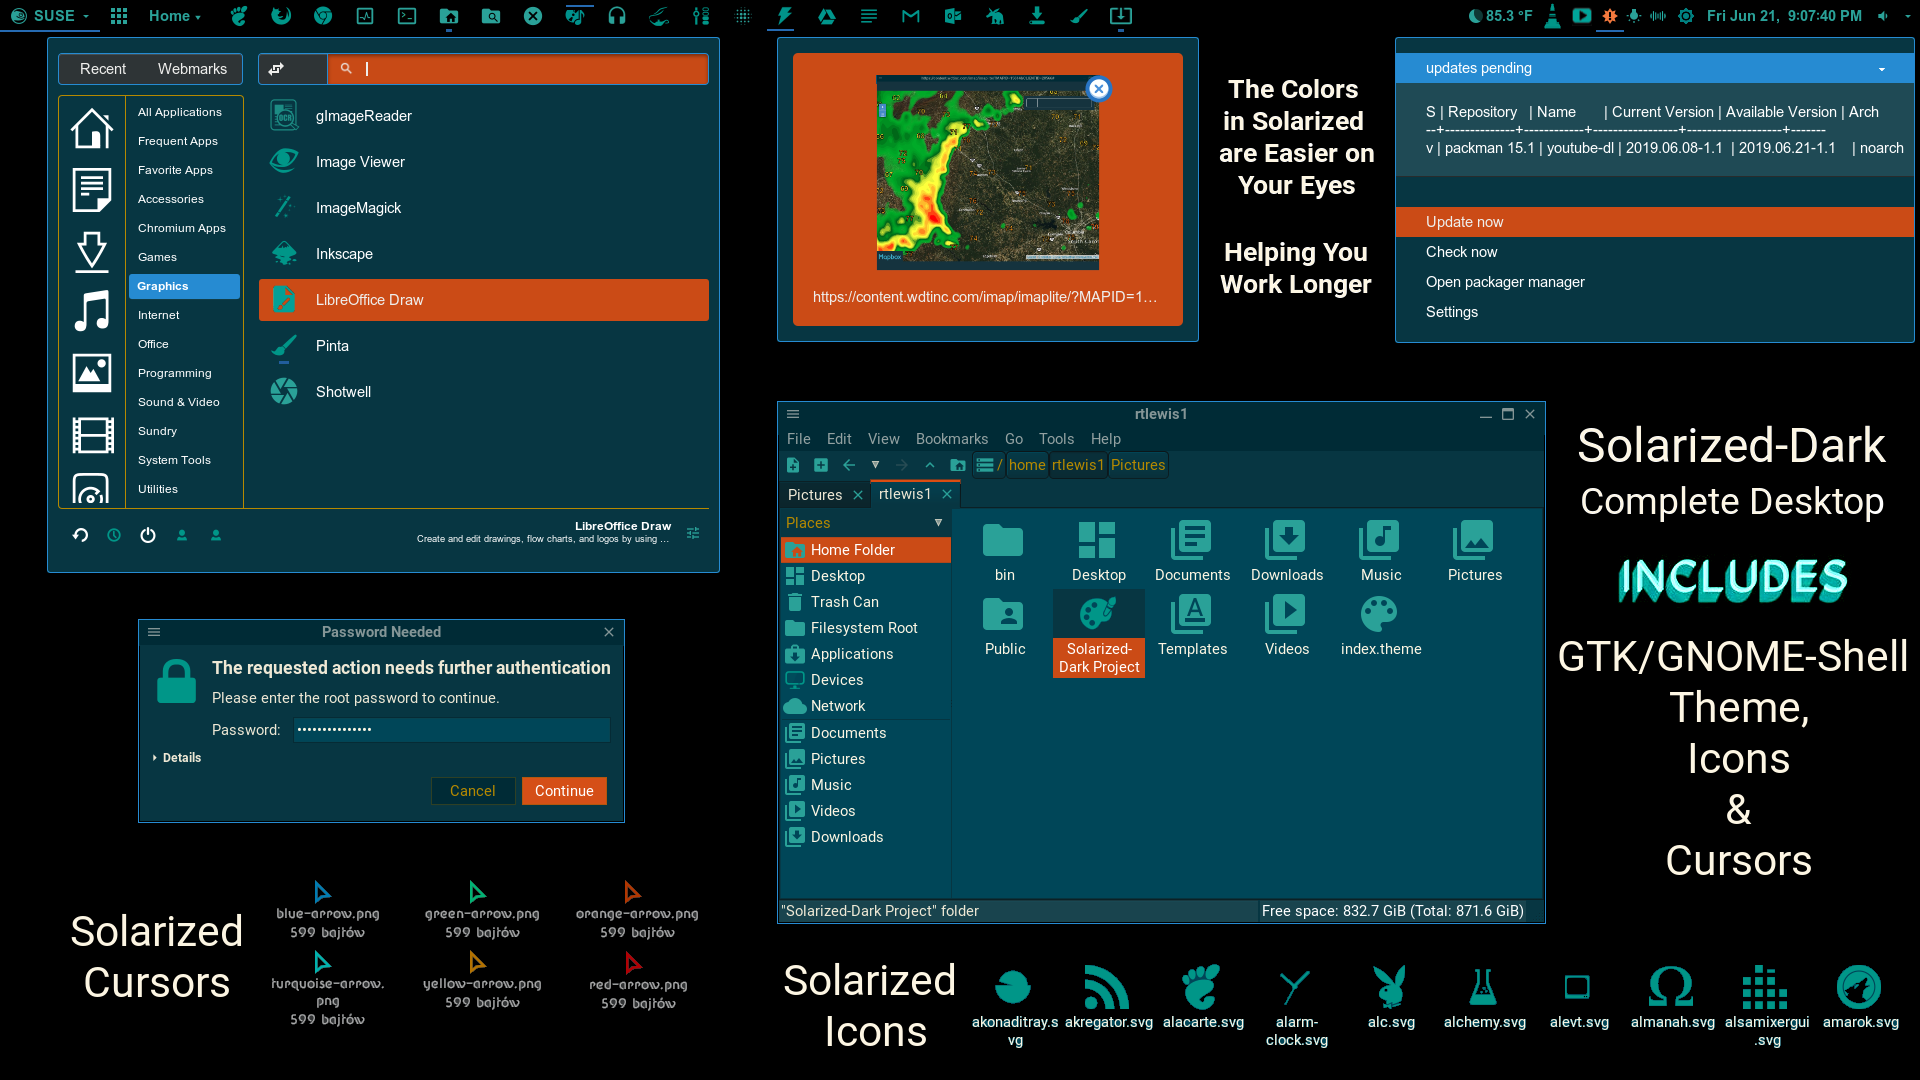 SUSE
Home
85.3 °F
Fri Jun 21, 9:07:40 PM
Recent
Webmarks
All Applications
Frequent Apps
Favorite Apps
Accessories
Chromium Apps
Games
Graphics
Internet
Office
Programming
Sound & Video
Sundry
System Tools
Utilities
gImageReader
Image Viewer
ImageMagick
Inkscape
LibreOffice Draw
Pinta
Shotwell
LibreOffice Draw
Create and edit drawings, flow charts, and logos by using ...
https://content.wdtinc.com/imap/imaplite/?MAPID=1...
Mapbox
The Colors
in Solarized
are Easier on
Your Eyes
Helping You
Work Longer
updates pending
S | Repository | Name | Current Version | Available Version | Arch
--+--------------+------------+-----------------+-------------------+-------
v | packman 15.1 | youtube-dl | 2019.06.08-1.1 | 2019.06.21-1.1 | noarch
Update now
Check now
Open packager manager
Settings
Password Needed
The requested action needs further authentication
Please enter the root password to continue.
Password: •••••••••••••••
Details
Cancel
Continue
rtlewis1
File Edit View Bookmarks Go Tools Help
/ home rtlewis1 Pictures
Pictures
rtlewis1
Places
Home Folder
Desktop
Trash Can
Filesystem Root
Applications
Devices
Network
Documents
Pictures
Music
Videos
Downloads
bin
Desktop
Documents
Downloads
Music
Pictures
Public
Solarized-
Dark Project
Templates
Videos
index.theme
"Solarized-Dark Project" folder
Free space: 832.7 GiB (Total: 871.6 GiB)
Solarized-Dark
Complete Desktop
INCLUDES
GTK/GNOME-Shell
Theme,
Icons
&
Cursors
Solarized
Cursors
blue-arrow.png
599 bajtów
green-arrow.png
599 bajtów
orange-arrow.png
599 bajtów
turquoise-arrow.
png
599 bajtów
yellow-arrow.png
599 bajtów
red-arrow.png
599 bajtów
Solarized
Icons
akonaditray.s
vg
akregator.svg
alacarte.svg
alarm-
clock.svg
alc.svg
alchemy.svg
alevt.svg
almanah.svg
alsamixergui
.svg
amarok.svg